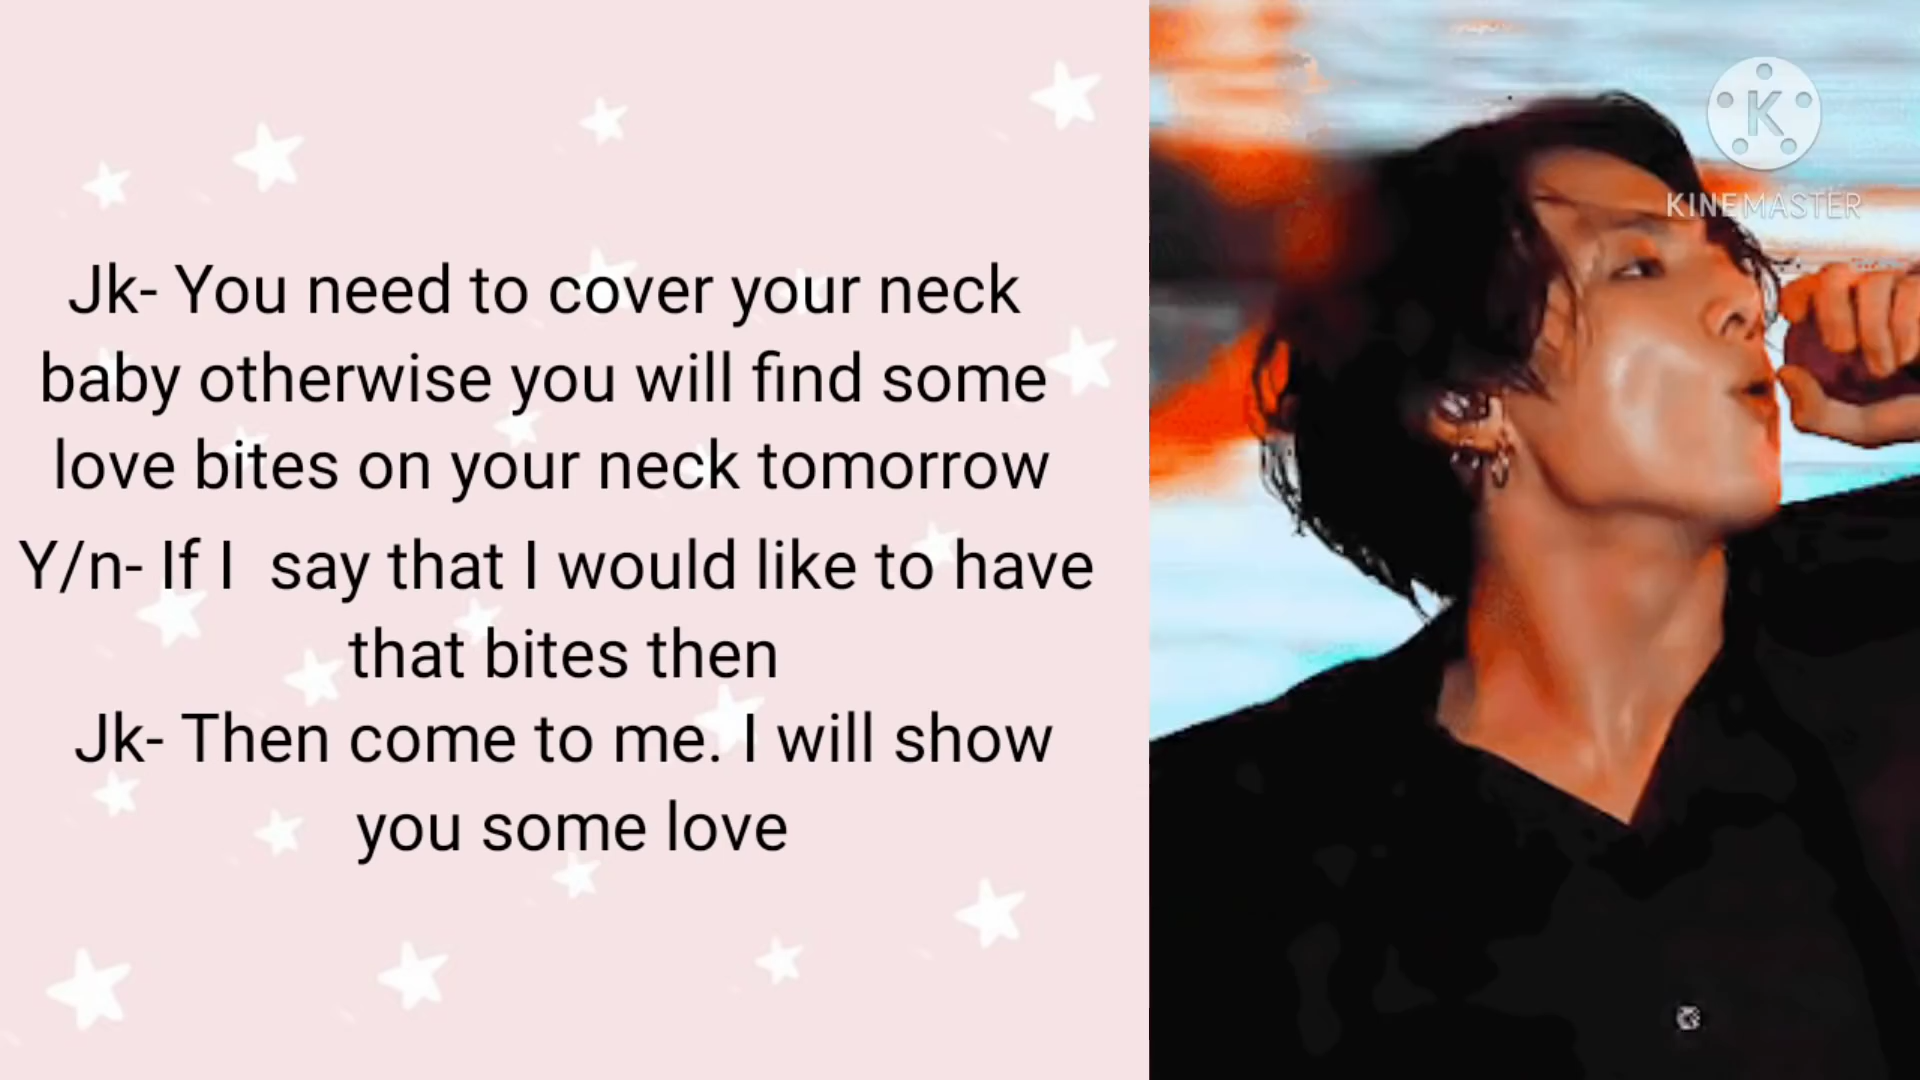 Jk- You need to cover your neck
baby otherwise you will find some
love bites on your neck tomorrow
Y/n- If I  say that I would like to have
that bites then
Jk- Then come to me. I will show
you some love
K
KINEMASTER